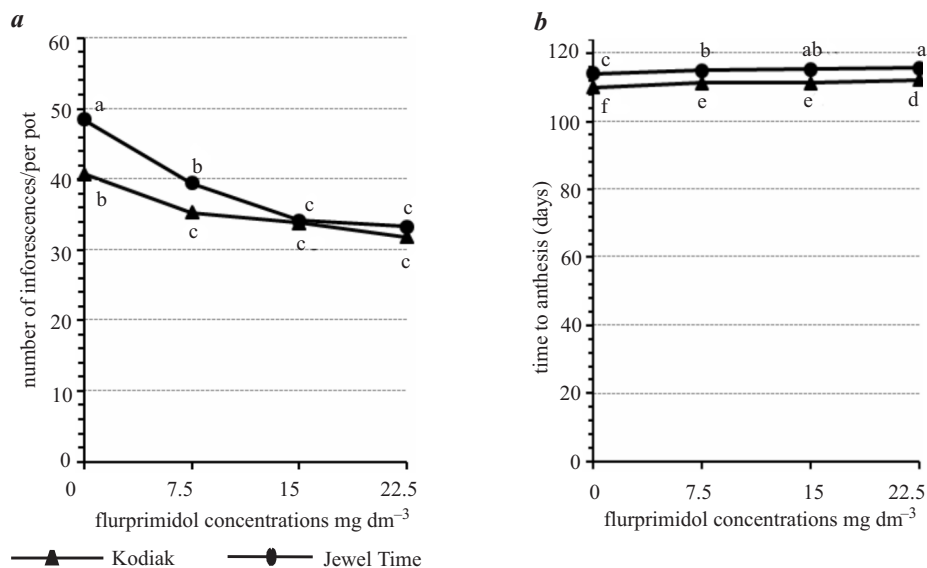 a
60
50
40
30
20
10
0
number of inforescences/per pot
a
b
b
c
c
c
c
c
0 7.5 15 22.5
flurprimidol concentrations mg dm⁻³
b
120
100
80
60
40
20
0
time to anthesis (days)
c b ab a
f e e d
0 7.5 15 22.5
flurprimidol concentrations mg dm⁻³
Kodiak Jewel Time